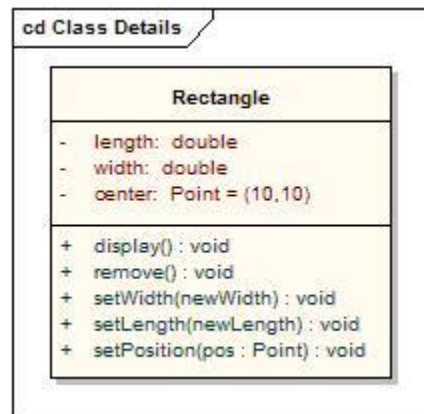 cd Class Details
Rectangle
- length: double
- width: double
- center: Point = (10,10)
+ display() : void
+ remove() : void
+ setWidth(newWidth) : void
+ setLength(newLength) : void
+ setPosition(pos : Point) : void